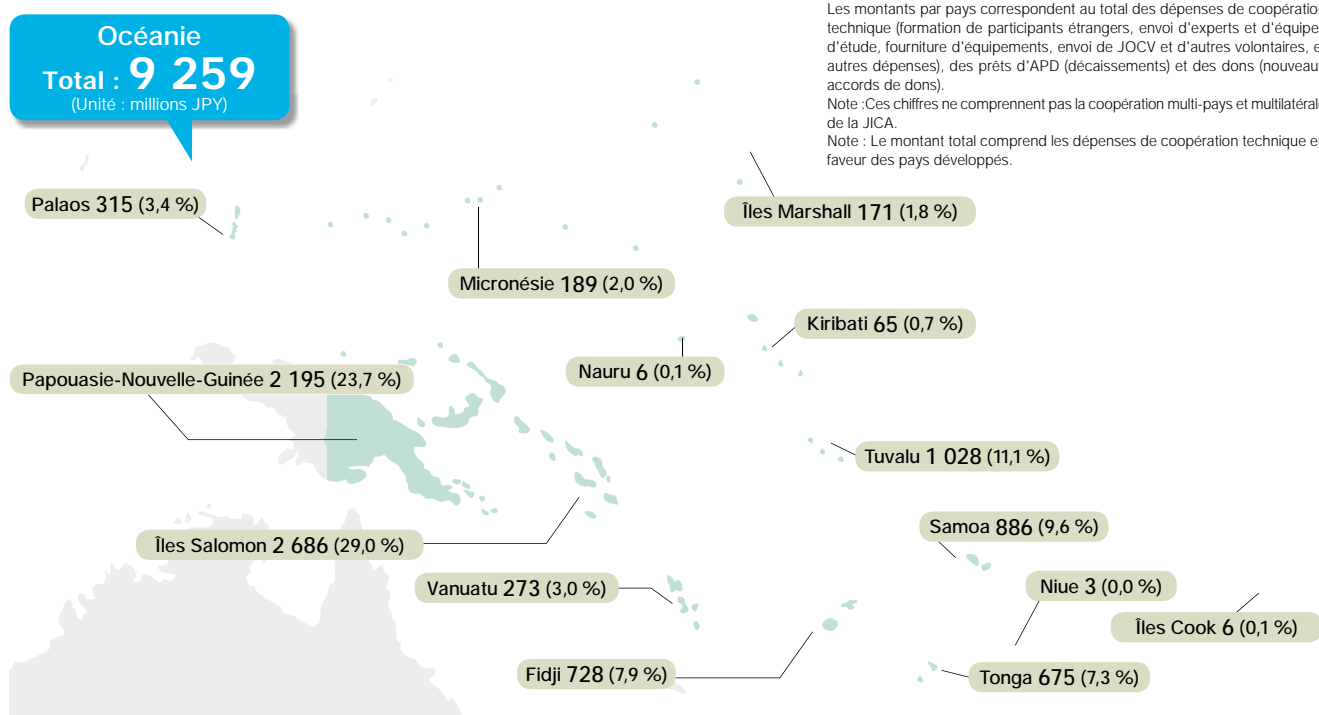 Les montants par pays correspondent au total des dépenses de coopération
technique (formation de participants étrangers, envoi d'experts et d'équipe
d'étude, fourniture d'équipements, envoi de JOCV et d'autres volontaires, e
autres dépenses), des prêts d'APD (décaissements) et des dons (nouveau
accords de dons).
Note :Ces chiffres ne comprennent pas la coopération multi-pays et multilatéral
de la JICA.
Note : Le montant total comprend les dépenses de coopération technique e
faveur des pays développés.
Océanie
Total : 9 259
(Unité : millions JPY)
Palaos 315 (3,4 %)
Îles Marshall 171 (1,8 %)
Micronésie 189 (2,0 %)
Kiribati 65 (0,7 %)
Nauru 6 (0,1 %)
Papouasie-Nouvelle-Guinée 2 195 (23,7 %)
Tuvalu 1 028 (11,1 %)
Samoa 886 (9,6 %)
Îles Salomon 2 686 (29,0 %)
Vanuatu 273 (3,0 %)
Niue 3 (0,0 %)
Îles Cook 6 (0,1 %)
Fidji 728 (7,9 %)
Tonga 675 (7,3 %)